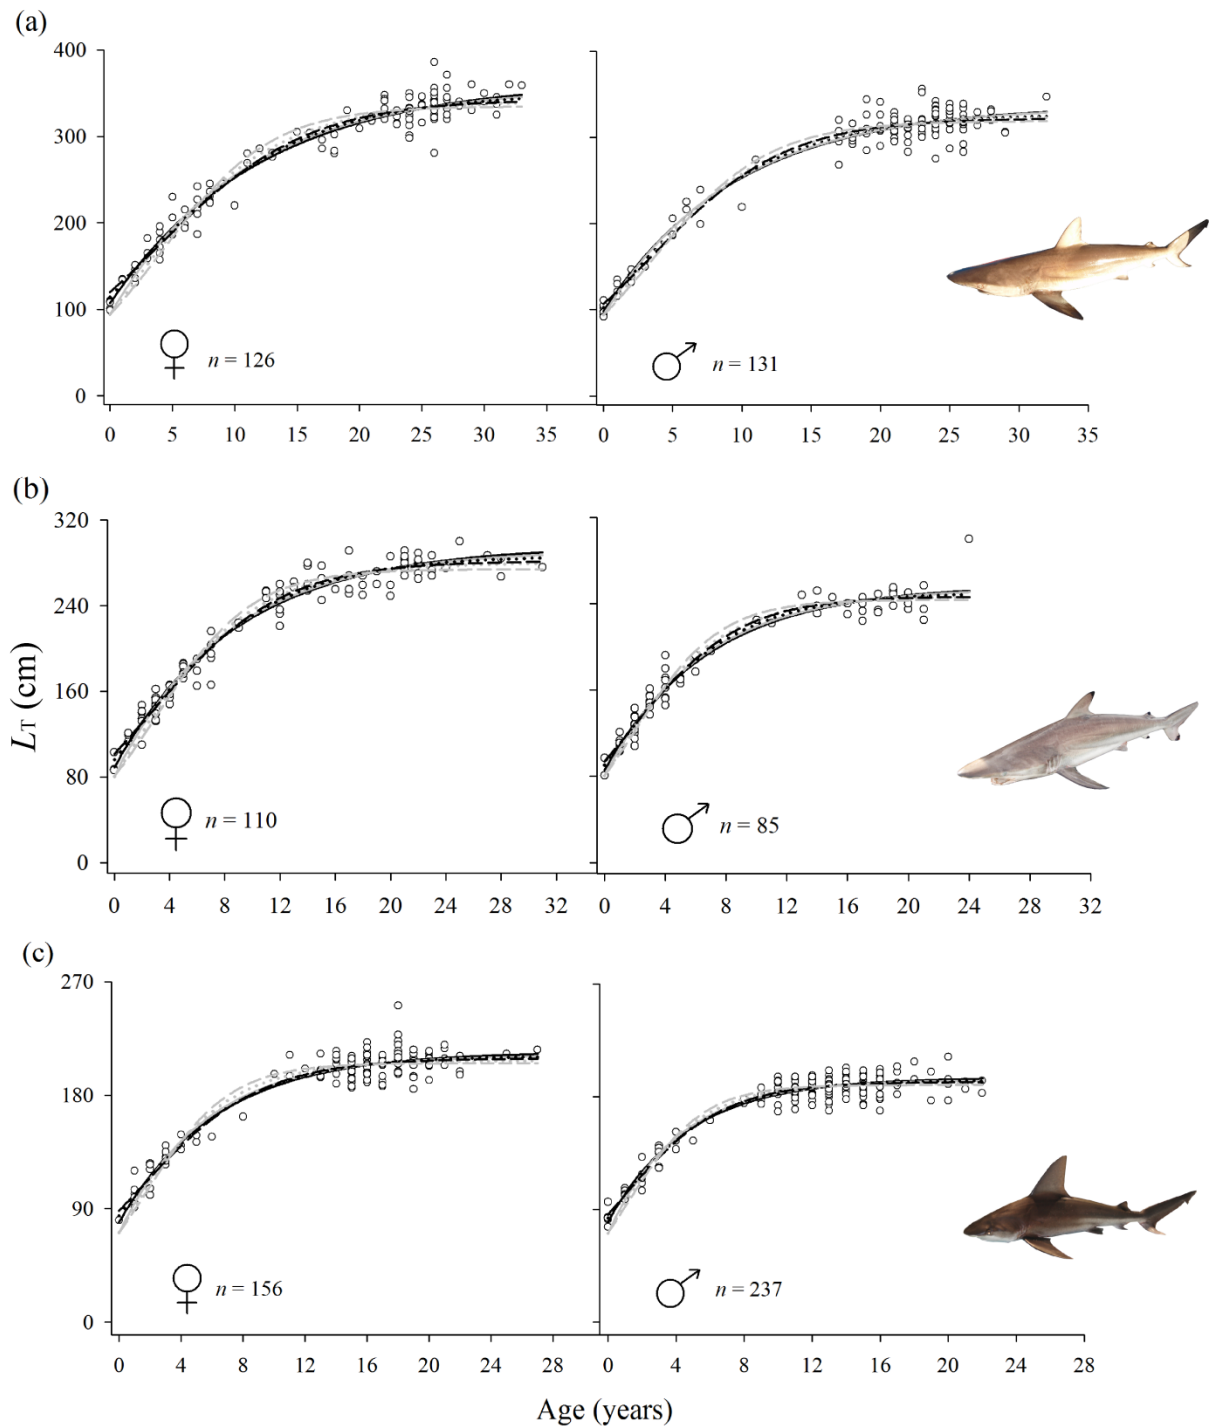 (a)
400
300
200
100
0
n = 126
n = 131
0 5 10 15 20 25 30 35
0 5 10 15 20 25 30 35
(b)
320
240
160
80
0
LT (cm)
n = 110
n = 85
0 4 8 12 16 20 24 28 32
0 4 8 12 16 20 24 28 32
(c)
270
180
90
0
n = 156
n = 237
0 4 8 12 16 20 24 28
0 4 8 12 16 20 24 28
Age (years)